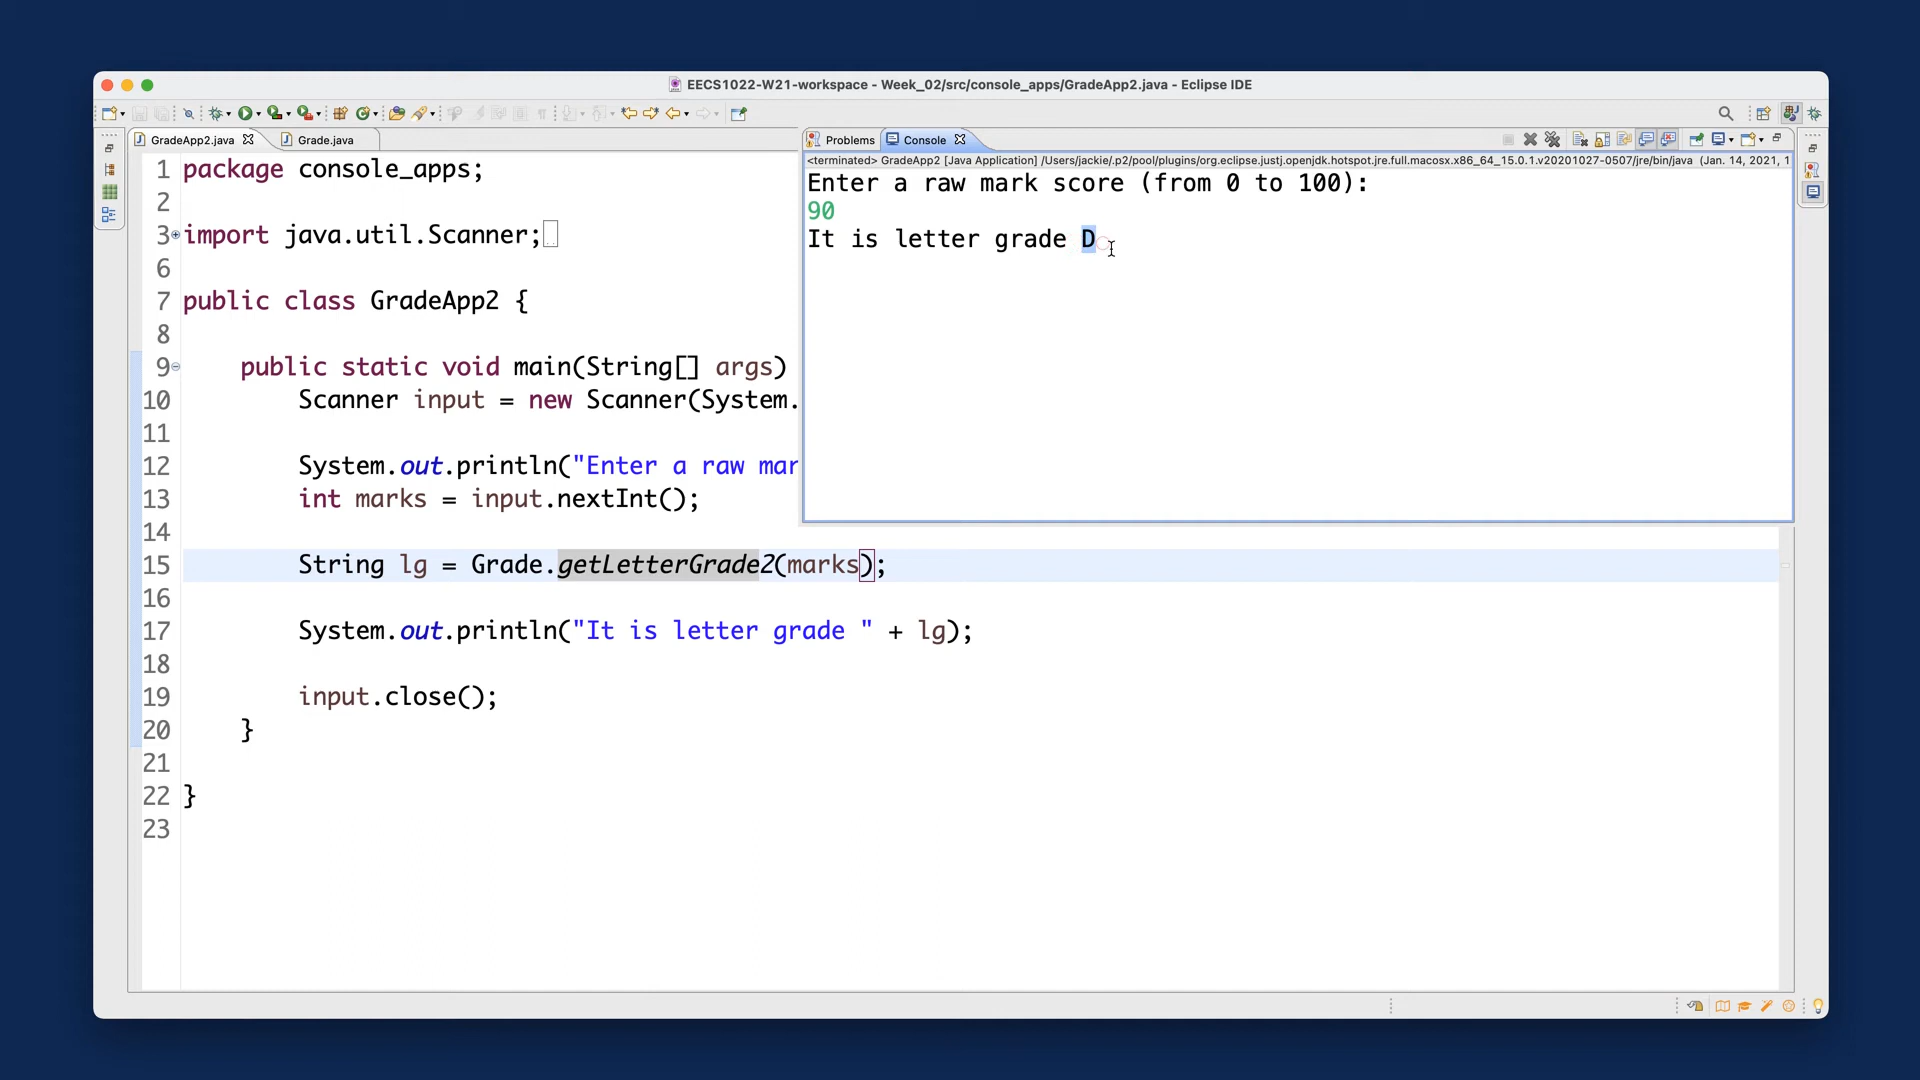 EECS1022-W21-workspace - Week_02/src/console_apps/GradeApp2.java - Eclipse IDE
GradeApp2.java
Grade.java
1 package console_apps;
2
3 import java.util.Scanner;
6
7 public class GradeApp2 {
8
9 public static void main(String[] args)
10 Scanner input = new Scanner(System.
11
12 System.out.println("Enter a raw mar
13 int marks = input.nextInt();
14
15 String lg = Grade.getLetterGrade2(marks);
16
17 System.out.println("It is letter grade " + lg);
18
19 input.close();
20 }
21
22 }
23
Problems
Console
<terminated> GradeApp2 [Java Application] /Users/jackie/.p2/pool/plugins/org.eclipse.justj.openjdk.hotspot.jre.full.macosx.x86_64_15.0.1.v20201027-0507/jre/bin/java (Jan. 14, 2021, 1
Enter a raw mark score (from 0 to 100):
90
It is letter grade D